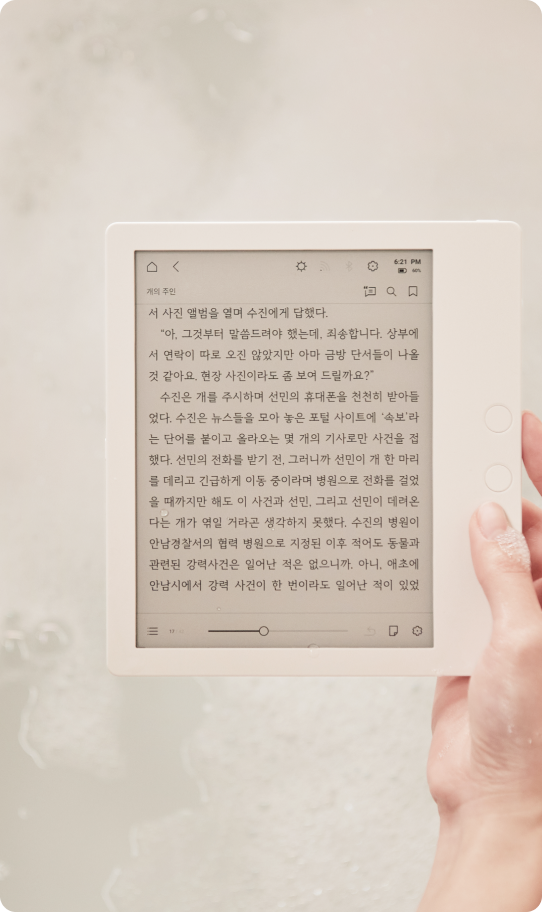 6:21 PM
개의 주인
서 사진 앨범을 열며 수진에게 답했다.
“아, 그것부터 말씀드려야 했는데, 죄송합니다. 상부에
서 연락이 따로 오진 않았지만 아마 금방 단서들이 나올
것 같아요. 현장 사진이라도 좀 보여 드릴까요?”
수진은 개를 주시하며 선민의 휴대폰을 천천히 받아들
었다. 수진은 뉴스들을 모아 놓은 포털 사이트에 ‘속보’라
는 단어를 붙이고 올라오는 몇 개의 기사로만 사건을 접
했다. 선민의 전화를 받기 전, 그러니까 선민이 개 한 마리
를 데리고 긴급하게 이동 중이라며 병원으로 전화를 걸었
을 때까지만 해도 이 사건과 선민, 그리고 선민이 데려온
다는 개가 엮일 거라곤 생각하지 못했다. 수진의 병원이
안남경찰서의 협력 병원으로 지정된 이후 적어도 동물과
관련된 강력사건은 일어난 적은 없으니까. 아니, 애초에
안남시에서 강력 사건이 한 번이라도 일어난 적이 있었